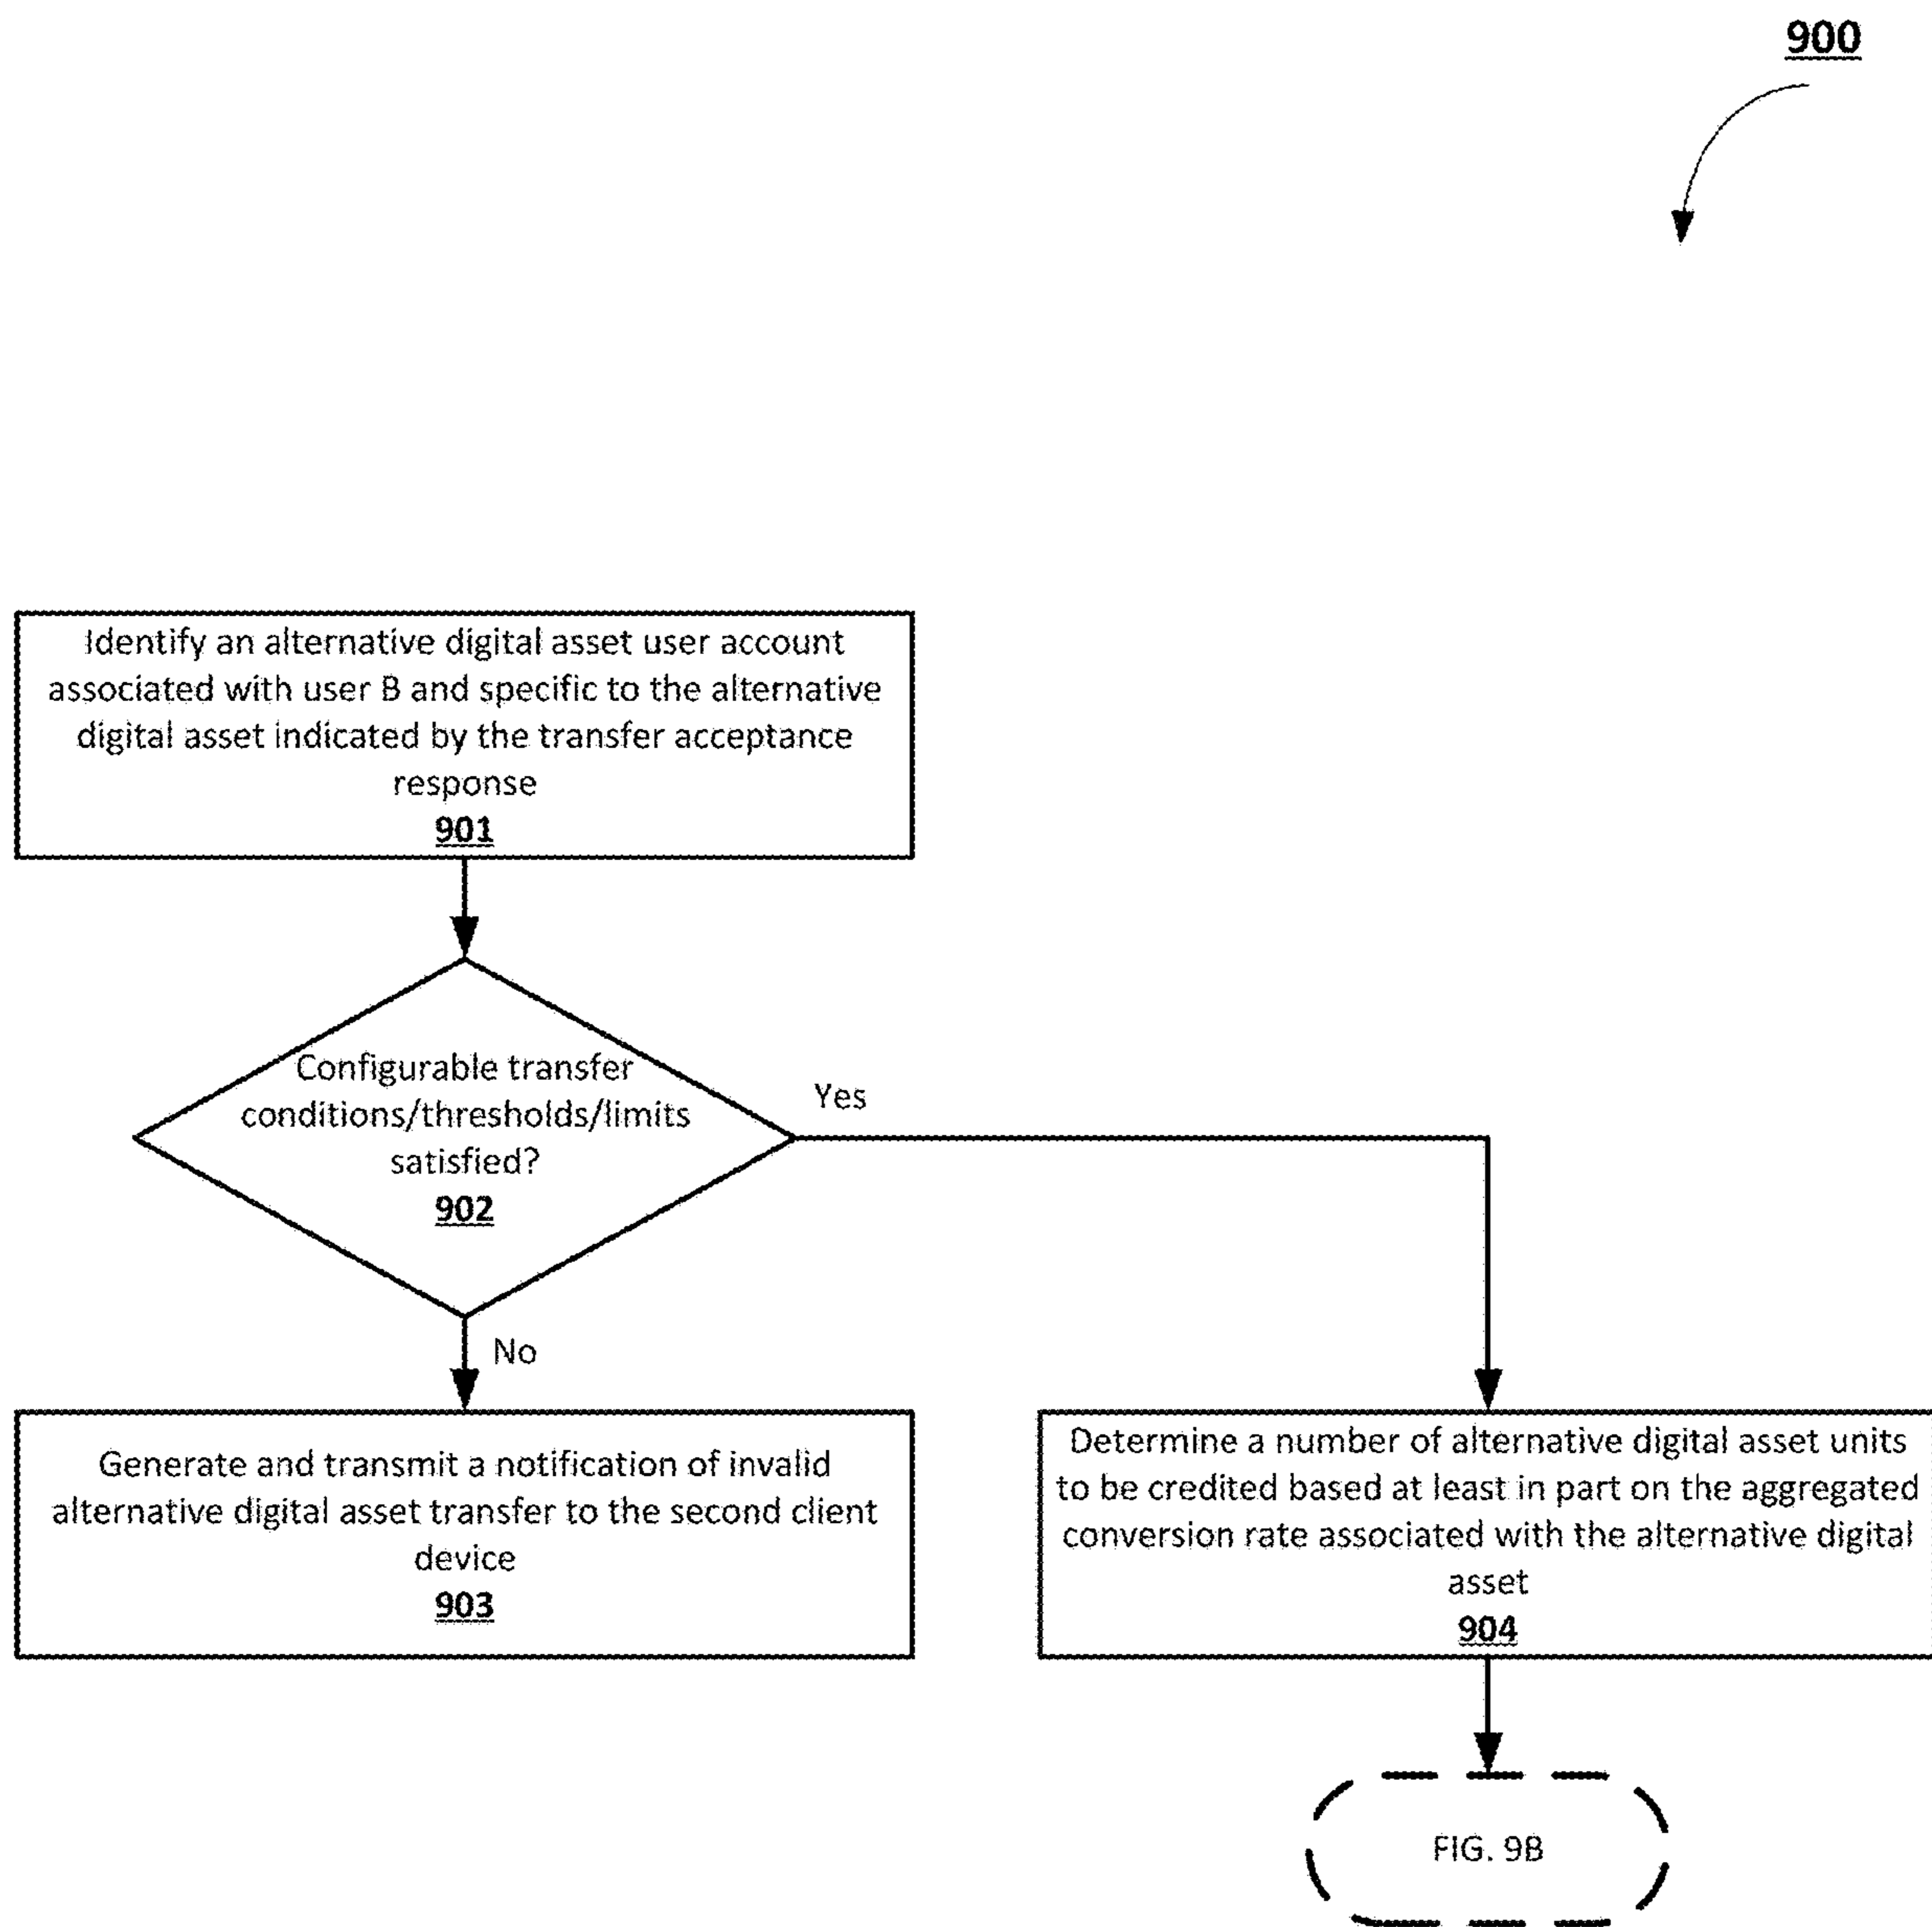 900
Identify an alternative digital asset user account
associated with user B and specific to the alternative
digital asset indicated by the transfer acceptance
response
901
Configurable transfer
conditions/thresholds/limits
satisfied?
902
Yes
No
Generate and transmit a notification of invalid
alternative digital asset transfer to the second client
device
903
Determine a number of alternative digital asset units
to be credited based at least in part on the aggregated
conversion rate associated with the alternative digital
asset
904
FIG. 9B